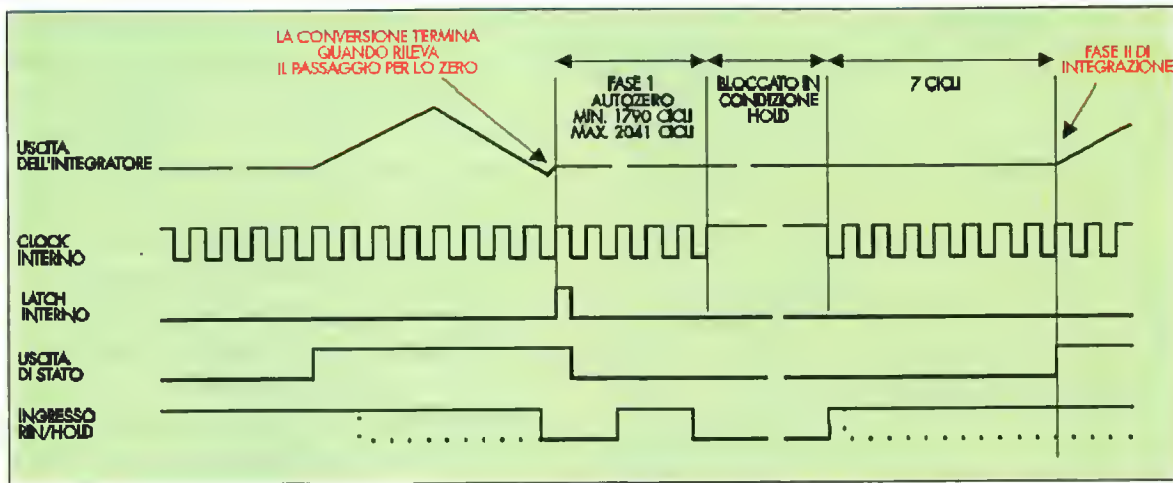 LA CONVERSIONE TERMINA
QUANDO RILEVA
IL PASSAGGIO PER LO ZERO
FASE 1
AUTOZERO
MIN. 1790 CICLI
MAX. 2041 CICLI
BLOCCATO IN
CONDIZIONE
HOLD
7 CICLI
FASE II DI
INTEGRAZIONE
USCITA
DELL'INTEGRATORE
CLOCK
INTERNO
LATCH
INTERNO
USCITA
DI STATO
INGRESSO
RUN/HOLD